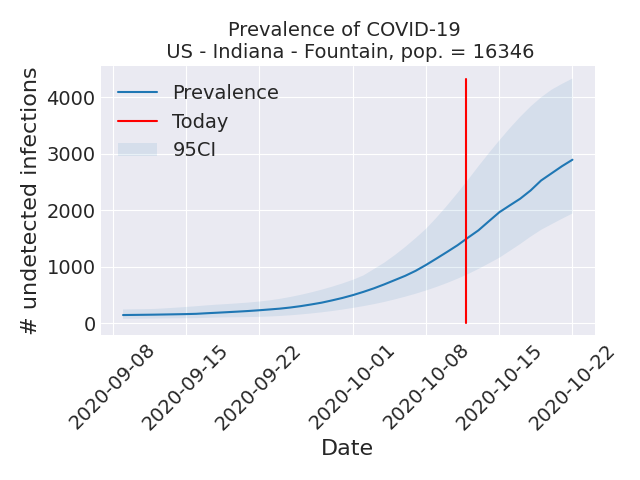 Prevalence of COVID-19
US - Indiana - Fountain, pop. = 16346
# undetected infections
4000
3000
2000
1000
0
Prevalence
Today
95CI
2020-09-08
2020-09-15
2020-09-22
2020-10-01
2020-10-08
2020-10-15
2020-10-22
Date